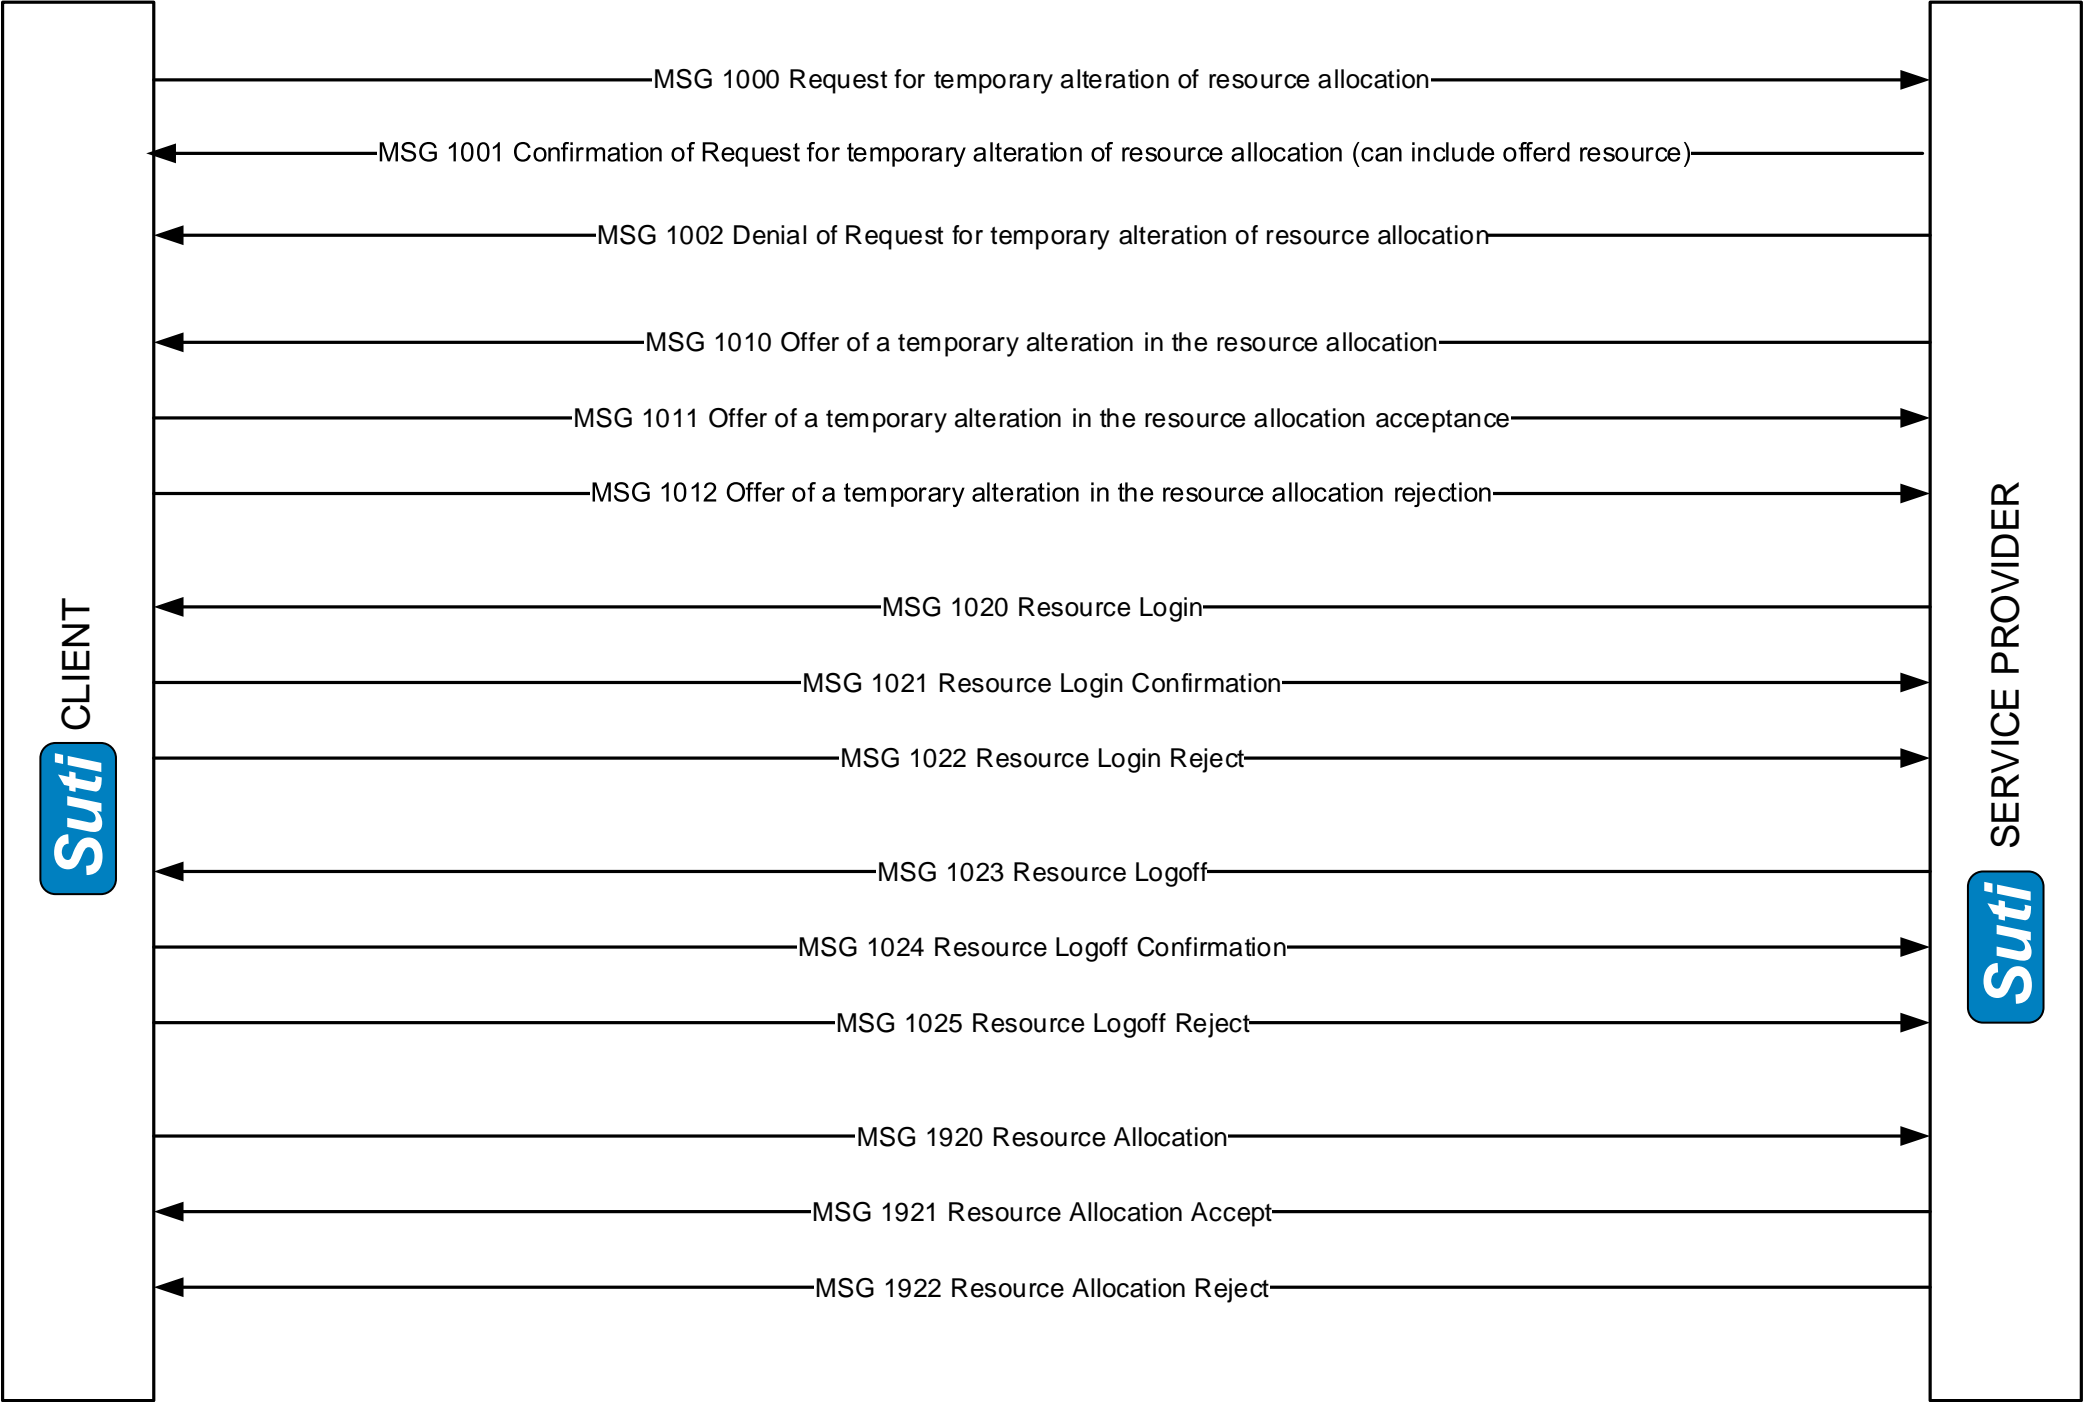 MSG 1000 Request for temporary alteration of resource allocation
MSG 1001 Confirmation of Request for temporary alteration of resource allocation (can include offerd resource)
MSG 1002 Denial of Request for temporary alteration of resource allocation
MSG 1010 Offer of a temporary alteration in the resource allocation
MSG 1011 Offer of a temporary alteration in the resource allocation acceptance
MSG 1012 Offer of a temporary alteration in the resource allocation rejection
MSG 1020 Resource Login
MSG 1021 Resource Login Confirmation
MSG 1022 Resource Login Reject
MSG 1023 Resource Logoff
MSG 1024 Resource Logoff Confirmation
MSG 1025 Resource Logoff Reject
MSG 1920 Resource Allocation
MSG 1921 Resource Allocation Accept
MSG 1922 Resource Allocation Reject
Suti CLIENT
Suti SERVICE PROVIDER